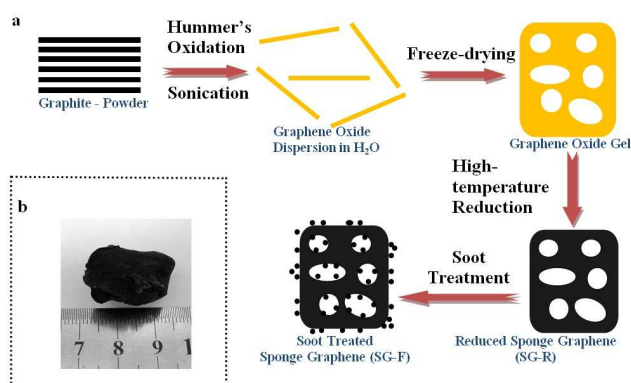 a
Hummer's
Oxidation
Sonication
Graphite - Powder
Graphene Oxide
Dispersion in H₂O
Freeze-drying
Graphene Oxide Gel
High-
temperature
Reduction
Soot
Treatment
Reduced Sponge Graphene
(SG-R)
Soot Treated
Sponge Graphene (SG-F)
b
7 8 9 1